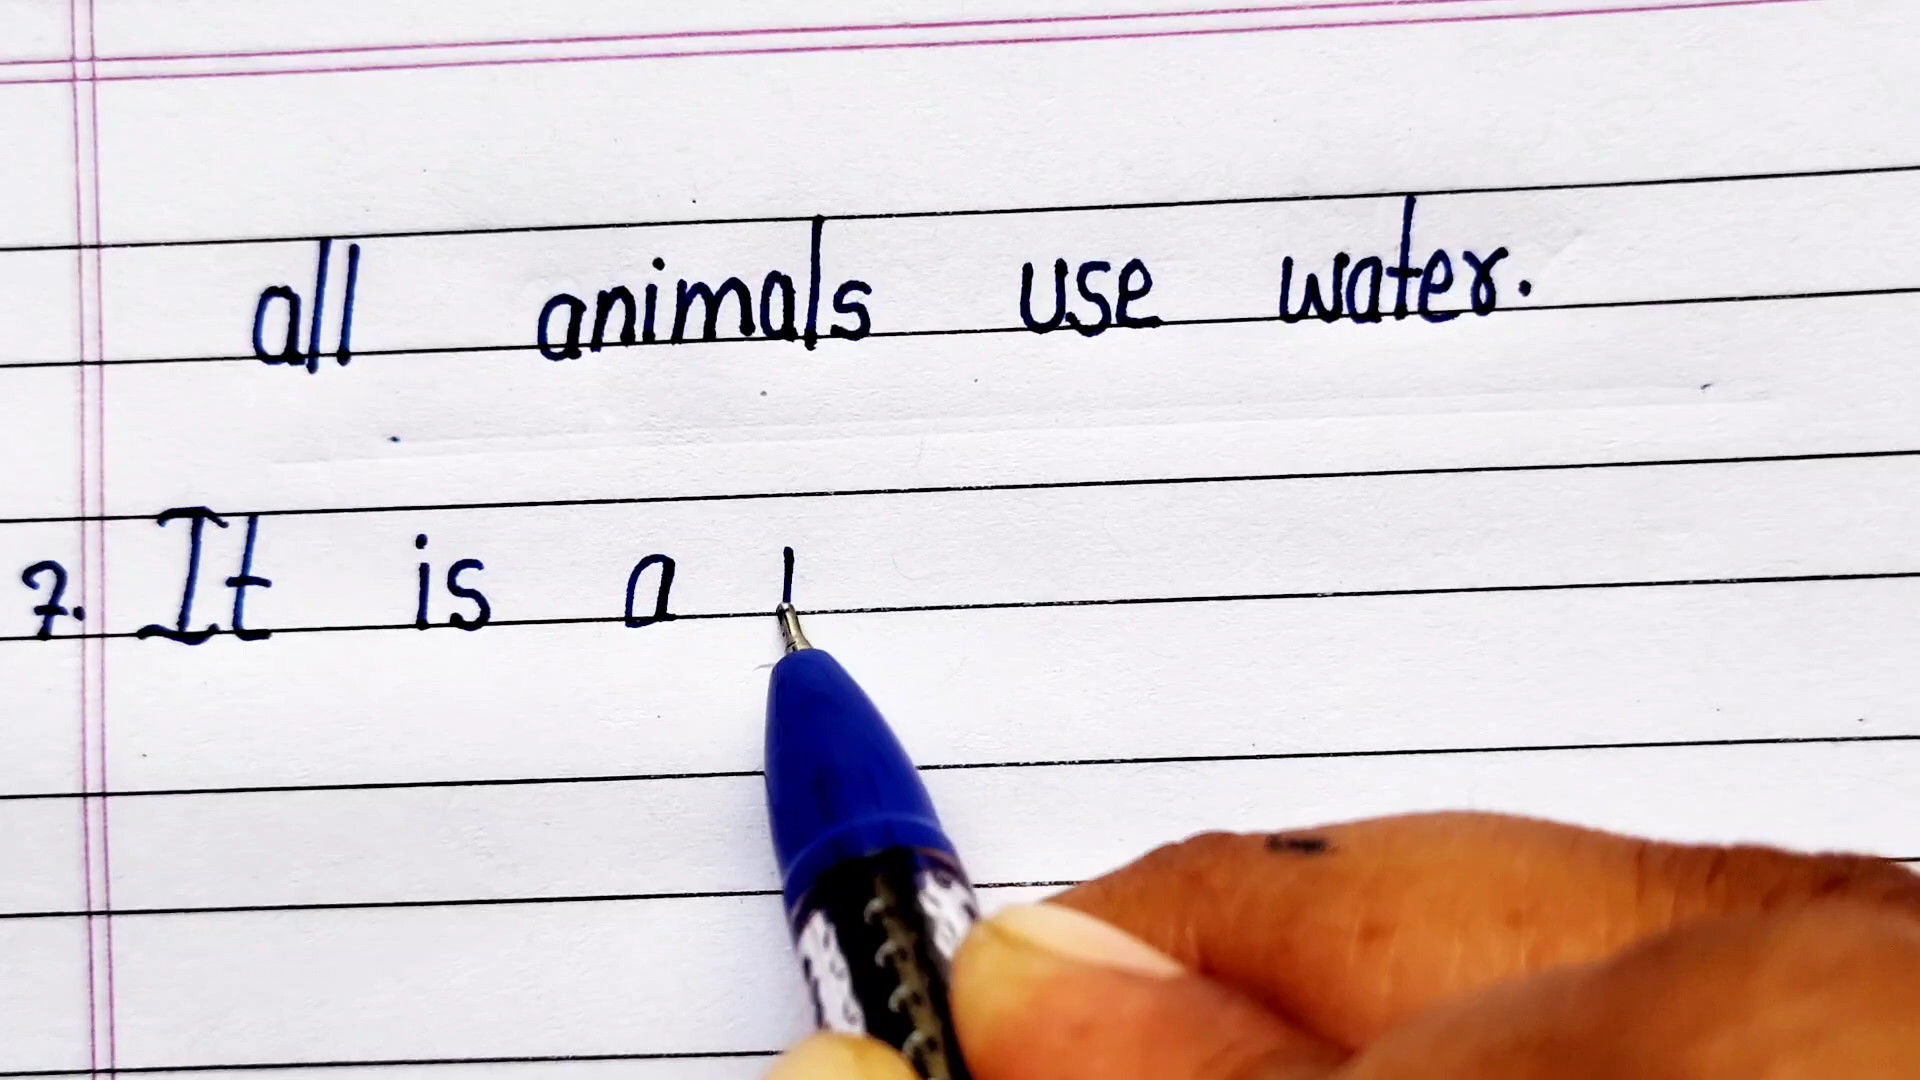 all animals use water.
7. It is a